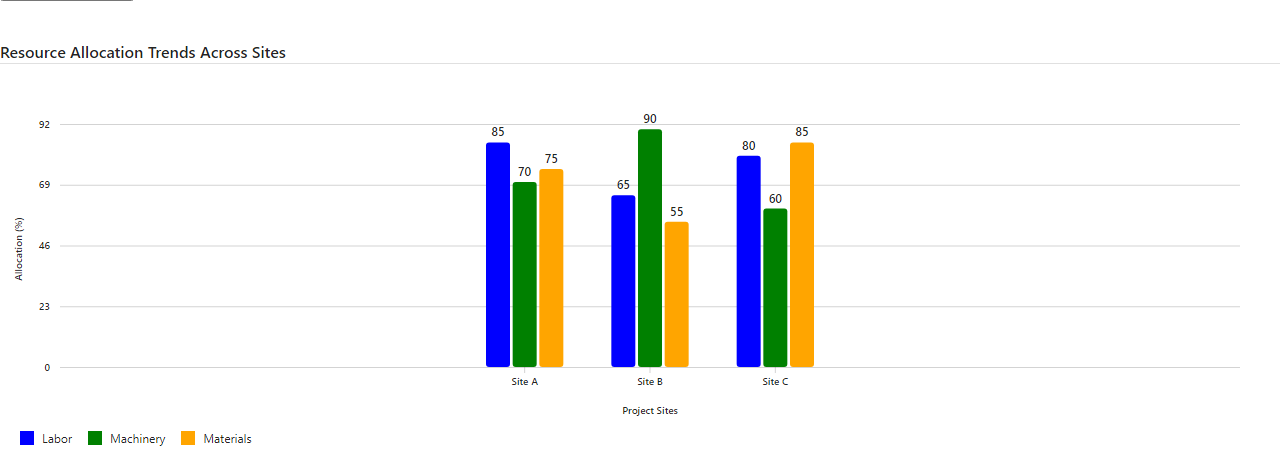 Resource Allocation Trends Across Sites
92
69
46
23
0
Allocation (%)
85
70
75
65
90
55
80
60
85
Site A
Site B
Site C
Project Sites
Labor
Machinery
Materials